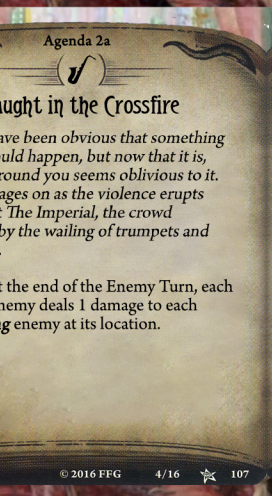 Agenda 2a
aught in the Crossfire
ave been obvious that something
uld happen, but now that it is,
round you seems oblivious to it.
ages on as the violence erupts
t The Imperial, the crowd
by the wailing of trumpets and
.
t the end of the Enemy Turn, each
nemy deals 1 damage to each
g enemy at its location.
© 2016 FFG 4/16 107